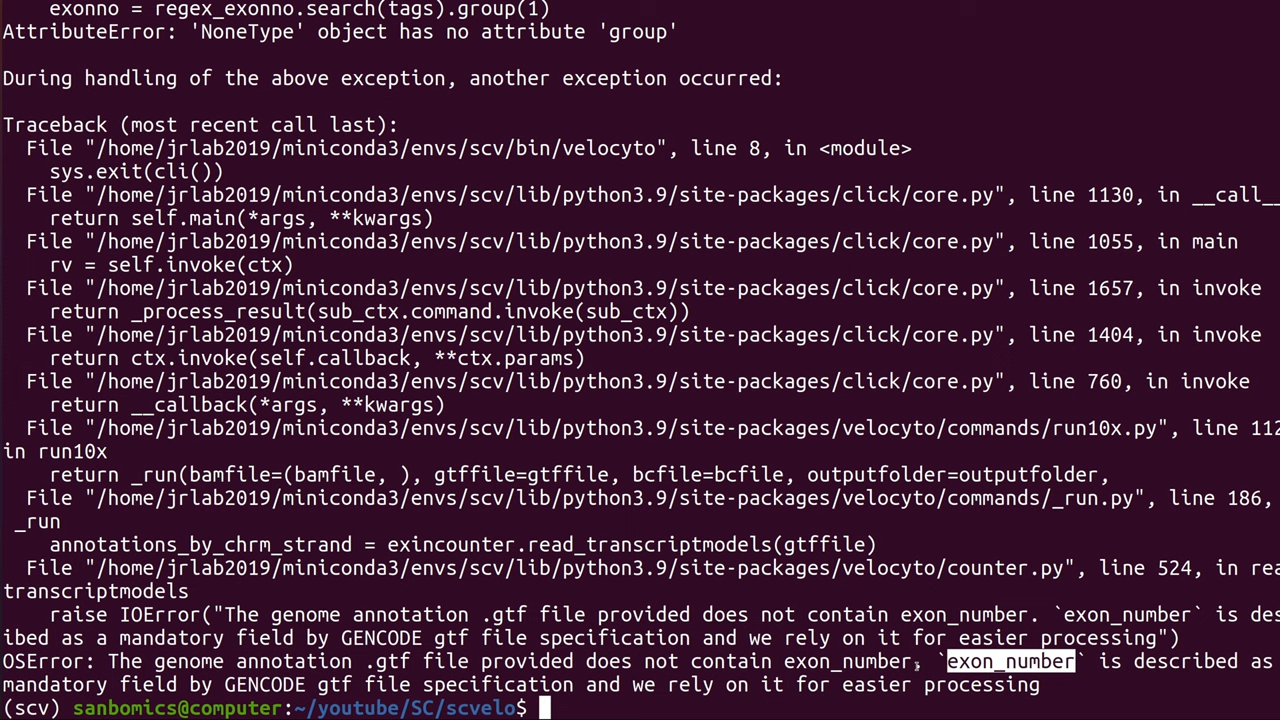 exonno = regex_exonno.search(tags).group(1)
AttributeError: 'NoneType' object has no attribute 'group'

During handling of the above exception, another exception occurred:

Traceback (most recent call last):
  File "/home/jrlab2019/miniconda3/envs/scv/bin/velocyto", line 8, in <module>
    sys.exit(cli())
  File "/home/jrlab2019/miniconda3/envs/scv/lib/python3.9/site-packages/click/core.py", line 1130, in __call__
    return self.main(*args, **kwargs)
  File "/home/jrlab2019/miniconda3/envs/scv/lib/python3.9/site-packages/click/core.py", line 1055, in main
    rv = self.invoke(ctx)
  File "/home/jrlab2019/miniconda3/envs/scv/lib/python3.9/site-packages/click/core.py", line 1657, in invoke
    return _process_result(sub_ctx.command.invoke(sub_ctx))
  File "/home/jrlab2019/miniconda3/envs/scv/lib/python3.9/site-packages/click/core.py", line 1404, in invoke
    return ctx.invoke(self.callback, **ctx.params)
  File "/home/jrlab2019/miniconda3/envs/scv/lib/python3.9/site-packages/click/core.py", line 760, in invoke
    return __callback(*args, **kwargs)
  File "/home/jrlab2019/miniconda3/envs/scv/lib/python3.9/site-packages/velocyto/commands/run10x.py", line 112
in run10x
    return _run(bamfile=(bamfile, ), gtffile=gtffile, bcfile=bcfile, outputfolder=outputfolder,
  File "/home/jrlab2019/miniconda3/envs/scv/lib/python3.9/site-packages/velocyto/commands/_run.py", line 186,
 _run
    annotations_by_chrm_strand = exincounter.read_transcriptmodels(gtffile)
  File "/home/jrlab2019/miniconda3/envs/scv/lib/python3.9/site-packages/velocyto/counter.py", line 524, in rea
transcriptmodels
    raise IOError("The genome annotation .gtf file provided does not contain exon_number. `exon_number` is des
ibed as a mandatory field by GENCODE gtf file specification and we rely on it for easier processing")
OSError: The genome annotation .gtf file provided does not contain exon_number. `exon_number` is described as
mandatory field by GENCODE gtf file specification and we rely on it for easier processing
(scv) sanbomics@computer:~/youtube/SC/scvelo$